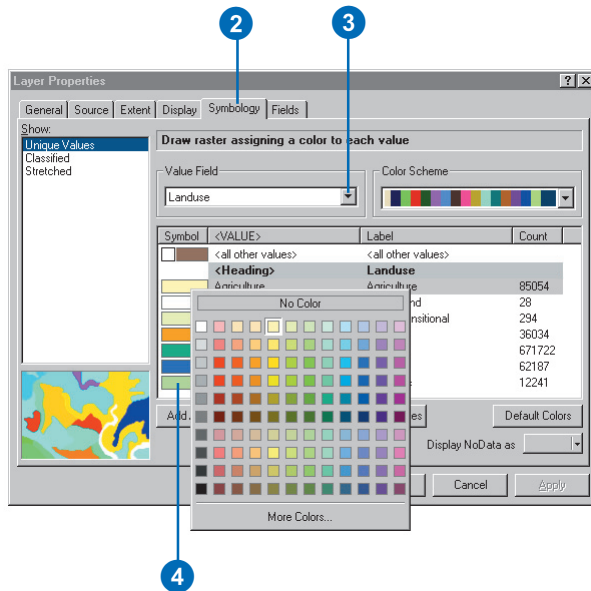 2
3
Layer Properties
General Source Extent Display Symbology Fields
Show:
Unique Values
Classified
Stretched
Draw raster assigning a color to each value
Value Field
Landuse
Color Scheme
Symbol <VALUE> Label Count
<all other values> <all other values>
<Heading> Landuse
Agriculture Agriculture 85054
28
294
36034
671722
62187
12241
No Color
More Colors...
Add
Default Colors
Display NoData as
Cancel Apply
4